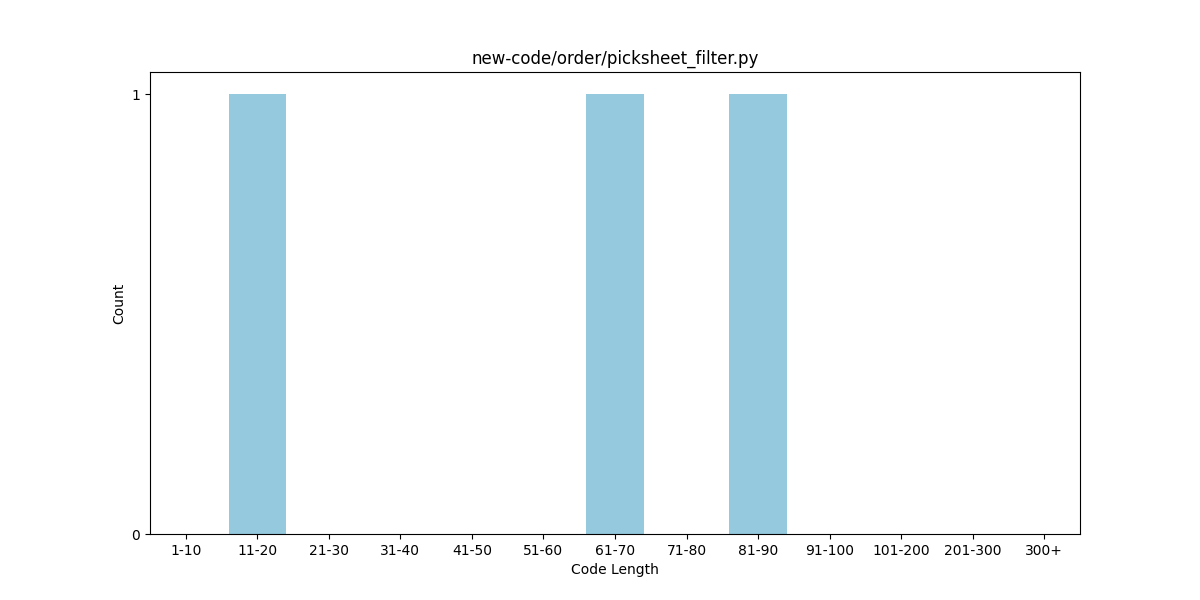 new-code/order/picksheet_filter.py
1
Count
0
1-10 11-20 21-30 31-40 41-50 51-60 61-70 71-80 81-90 91-100 101-200 201-300 300+
Code Length